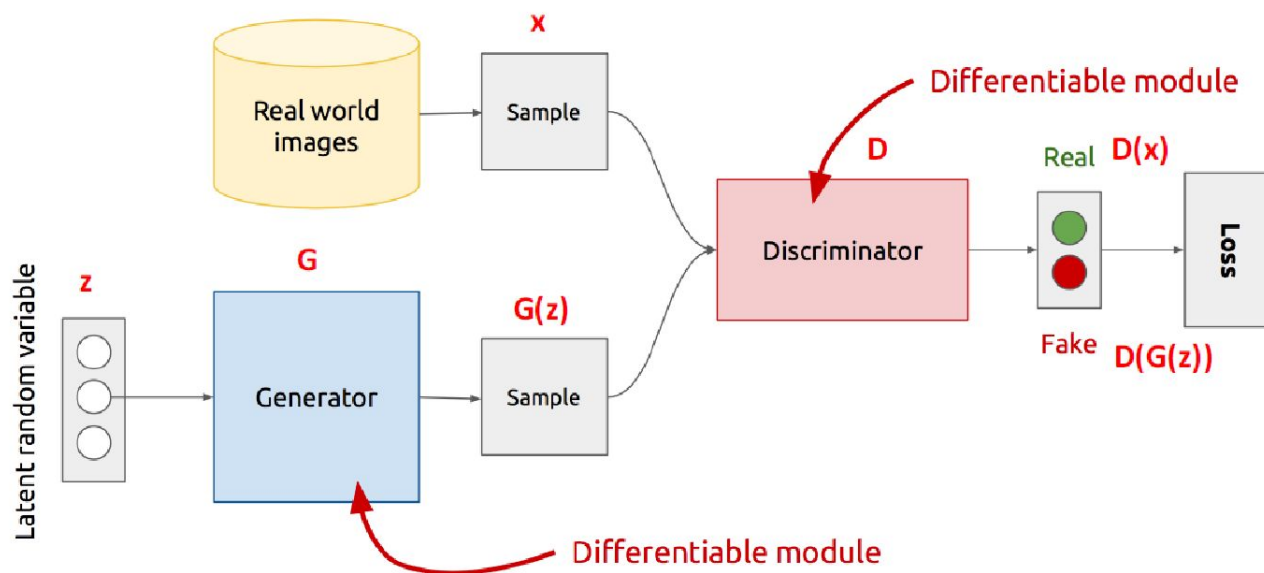 x
Real world
images
Sample
Differentiable module
D
Real
D(x)
Discriminator
Loss
Fake
D(G(z))
Latent random variable
z
G
Generator
G(z)
Sample
Differentiable module